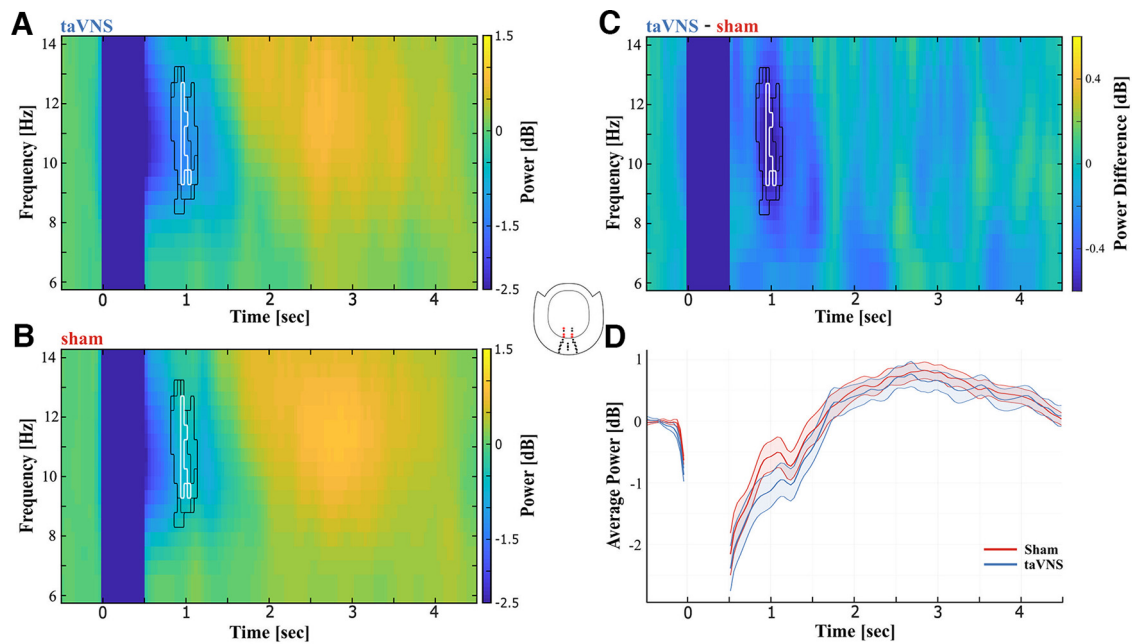 A
taVNS
14
12
10
8
6
Frequency [Hz]
0 1 2 3 4
Time [sec]
1.5
0
-1.5
-2.5
Power [dB]
C
taVNS - sham
14
12
10
8
6
Frequency [Hz]
0 1 2 3 4
Time [sec]
0.4
0
-0.4
Power Difference [dB]
B
sham
14
12
10
8
6
Frequency [Hz]
0 1 2 3 4
Time [sec]
1.5
0
-1.5
-2.5
Power [dB]
D
1
0
-1
-2
Average Power [dB]
0 1 2 3 4
Time [sec]
Sham
taVNS